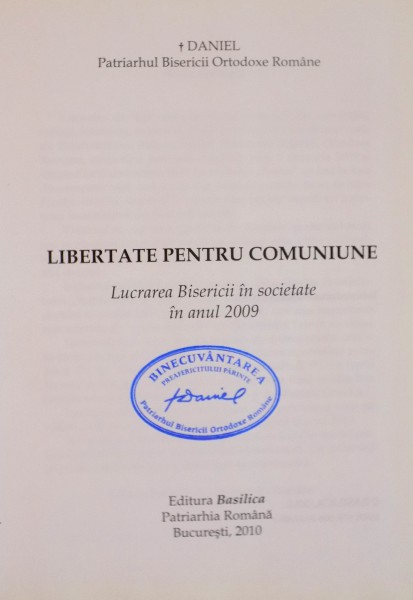 † DANIEL
Patriarhul Bisericii Ortodoxe Române
LIBERTATE PENTRU COMUNIUNE
Lucrarea Bisericii în societate
în anul 2009
BINECUVÂNTAREA
PREAFERICITULUI PĂRINTE
†Daniel
Patriarhul Bisericii Ortodoxe Române
Editura Basilica
Patriarhia Română
Bucureşti, 2010